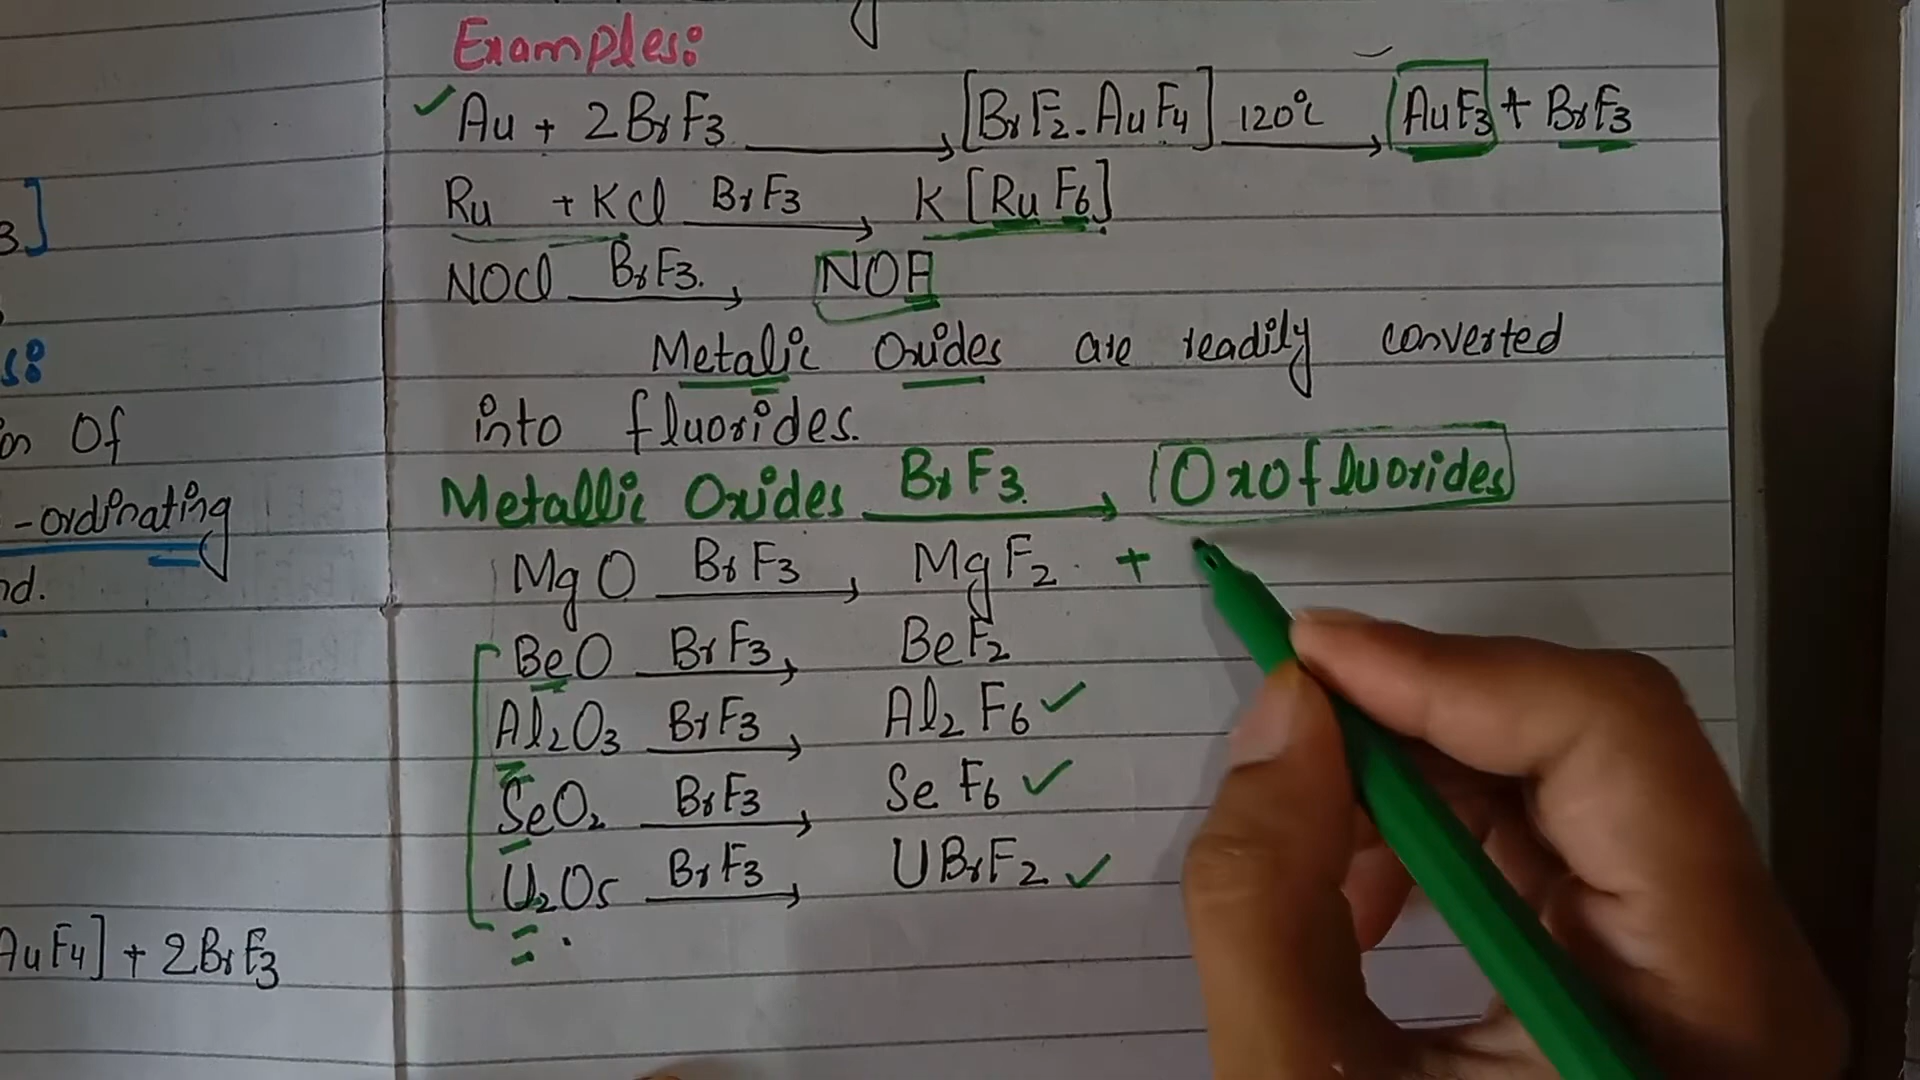 3]
s:
on Of
-ordinating
nd.
AuF4] + 2BrF3
Examples:
Au + 2BrF3 → [BrF2.AuF4] 120°C → AuF3 + BrF3
Ru + KCl BrF3 → K [RuF6]
NOCl BrF3. → NOF
Metalic Oxides are readily converted
into fluorides.
Metallic Oxides BrF3. → Oxofluorides
MgO BrF3 → MgF2. +
BeO BrF3 → BeF2
Al2O3 BrF3 → Al2F6
SeO2 BrF3 → SeF6
U2O5 BrF3 → UBrF2